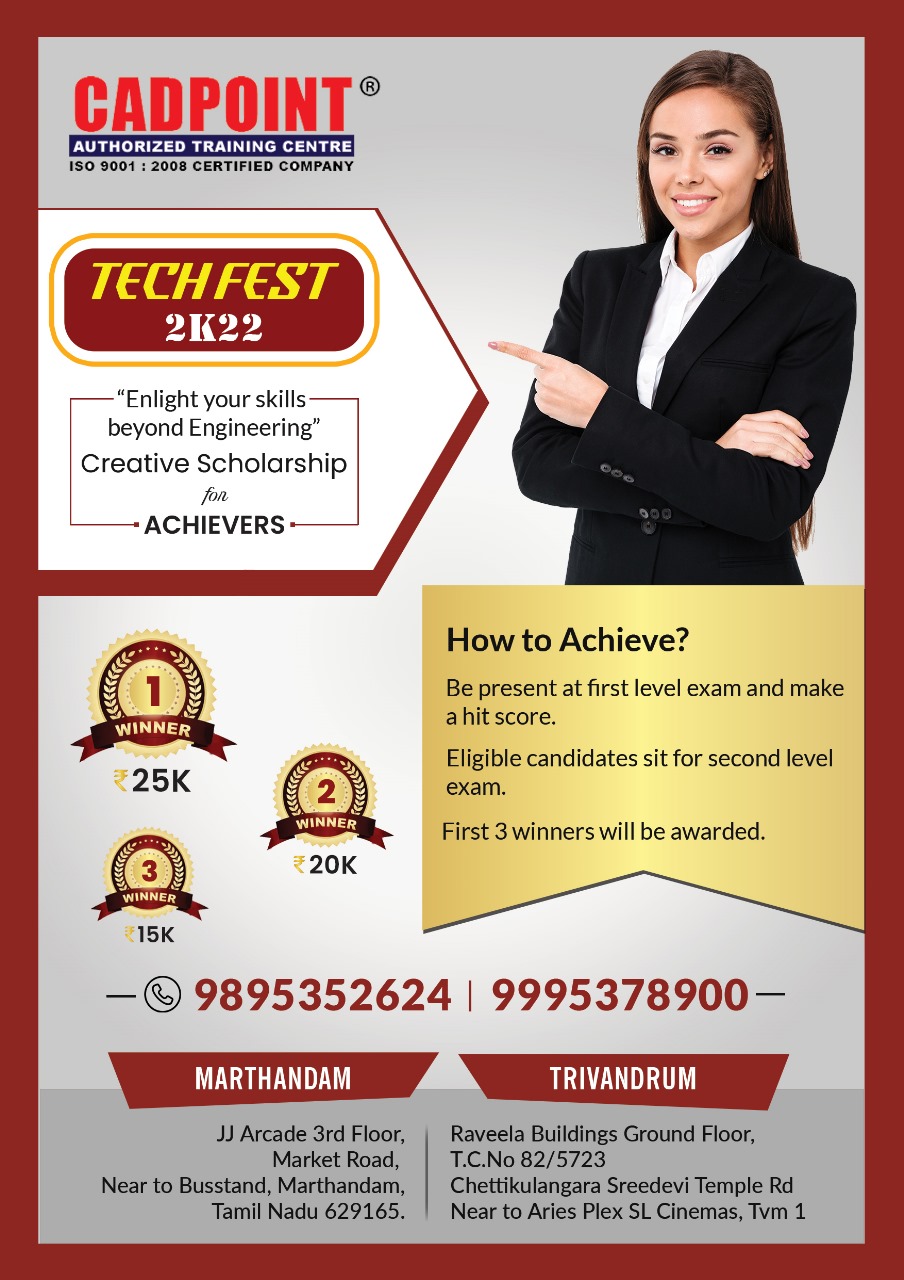 CADPOINT ®
AUTHORIZED TRAINING CENTRE
ISO 9001 : 2008 CERTIFIED COMPANY
TECH FEST
2K22
“Enlight your skills
beyond Engineering”
Creative Scholarship
for
ACHIEVERS
1
WINNER
₹25K
2
WINNER
₹20K
3
WINNER
₹15K
How to Achieve?
Be present at first level exam and make
a hit score.
Eligible candidates sit for second level
exam.
First 3 winners will be awarded.
9895352624 | 9995378900
MARTHANDAM
JJ Arcade 3rd Floor,
Market Road,
Near to Busstand, Marthandam,
Tamil Nadu 629165.
TRIVANDRUM
Raveela Buildings Ground Floor,
T.C.No 82/5723
Chettikulangara Sreedevi Temple Rd
Near to Aries Plex SL Cinemas, Tvm 1